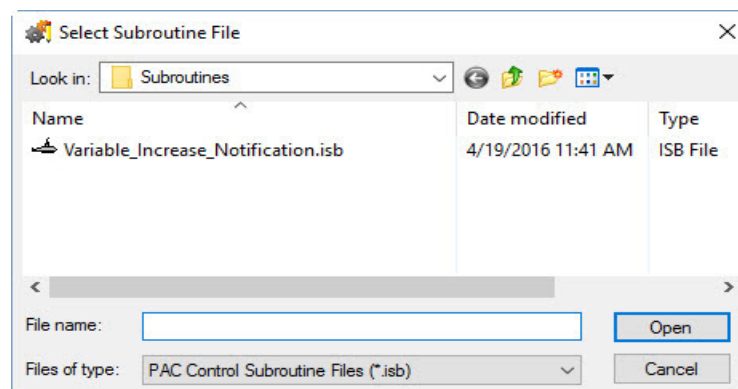 Select Subroutine File
Look in: Subroutines
Name Date modified Type
Variable_Increase_Notification.isb 4/19/2016 11:41 AM ISB File
File name: Open
Files of type: PAC Control Subroutine Files (*.isb) Cancel